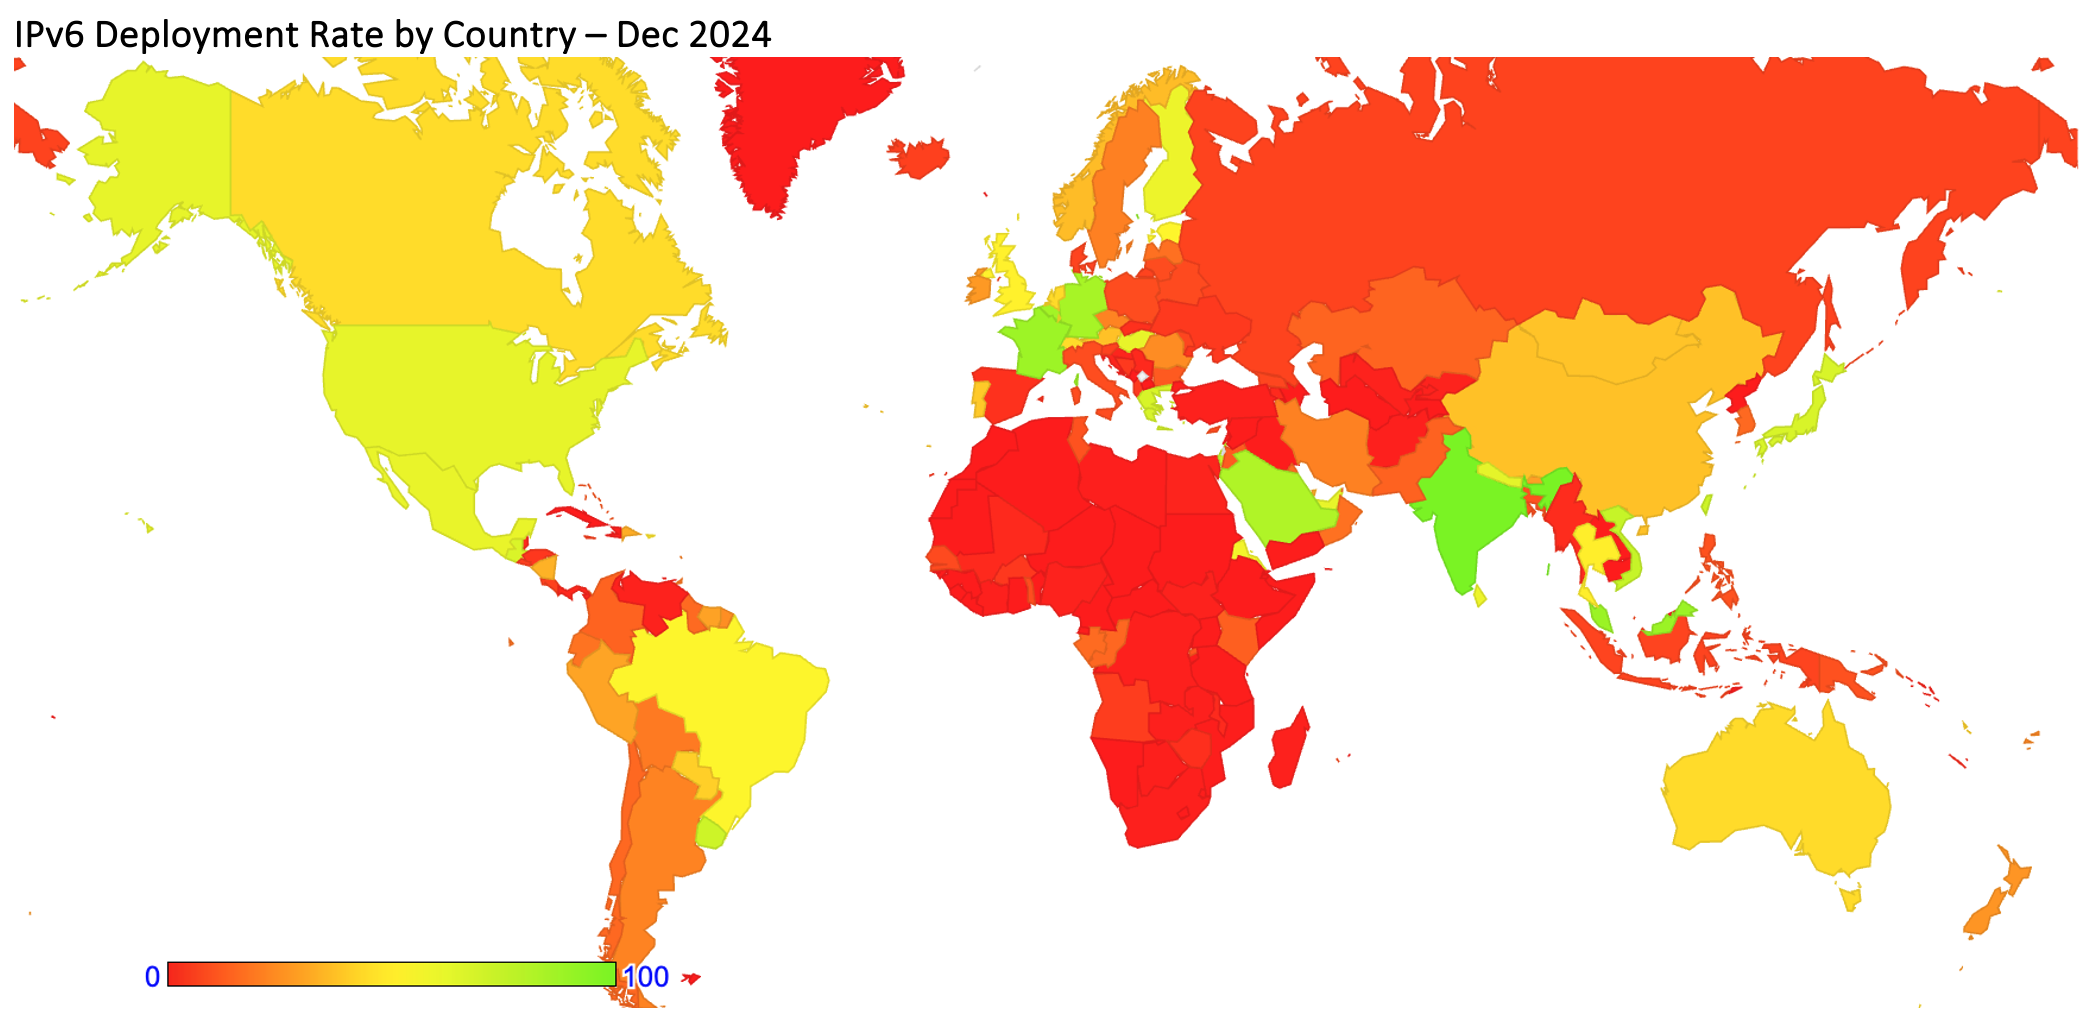 IPv6 Deployment Rate by Country – Dec 2024
0 100